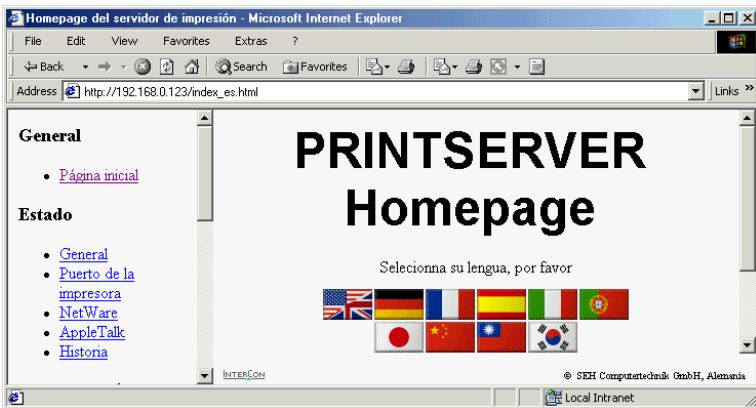 Homepage del servidor de impresión - Microsoft Internet Explorer
File Edit View Favorites Extras ?
Back Search Favorites
Address http://192.168.0.123/index_es.html Links »
General
Página inicial
Estado
General
Puerto de la
impresora
NetWare
AppleTalk
Historia
PRINTSERVER
Homepage
Selecionna su lengua, por favor
INTERCON
© SEH Computertechnik GmbH, Alemania
Local Intranet